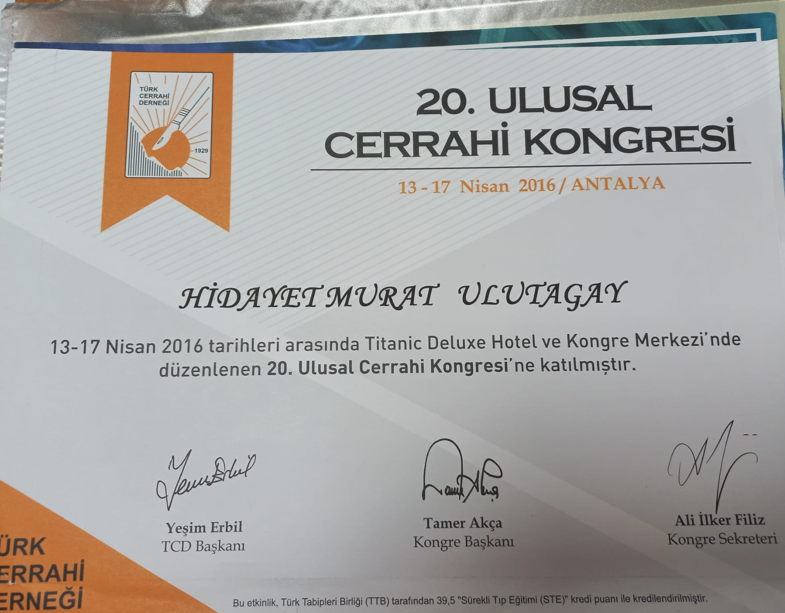 TÜRK
CERRAHİ
DERNEĞİ
1929
20. ULUSAL
CERRAHİ KONGRESİ
13 - 17 Nisan 2016 / ANTALYA
HİDAYET MURAT ULUTAGAY
13-17 Nisan 2016 tarihleri arasında Titanic Deluxe Hotel ve Kongre Merkezi'nde
düzenlenen 20. Ulusal Cerrahi Kongresi'ne katılmıştır.
Yeşim Erbil
TCD Başkanı
Tamer Akça
Kongre Başkanı
Ali İlker Filiz
Kongre Sekreteri
ÜRK
ERRAHİ
ERNEĞİ
Bu etkinlik, Türk Tabipleri Birliği (TTB) tarafından 39,5 "Sürekli Tıp Eğitimi (STE)" kredi puanı ile kredilendirilmiştir.